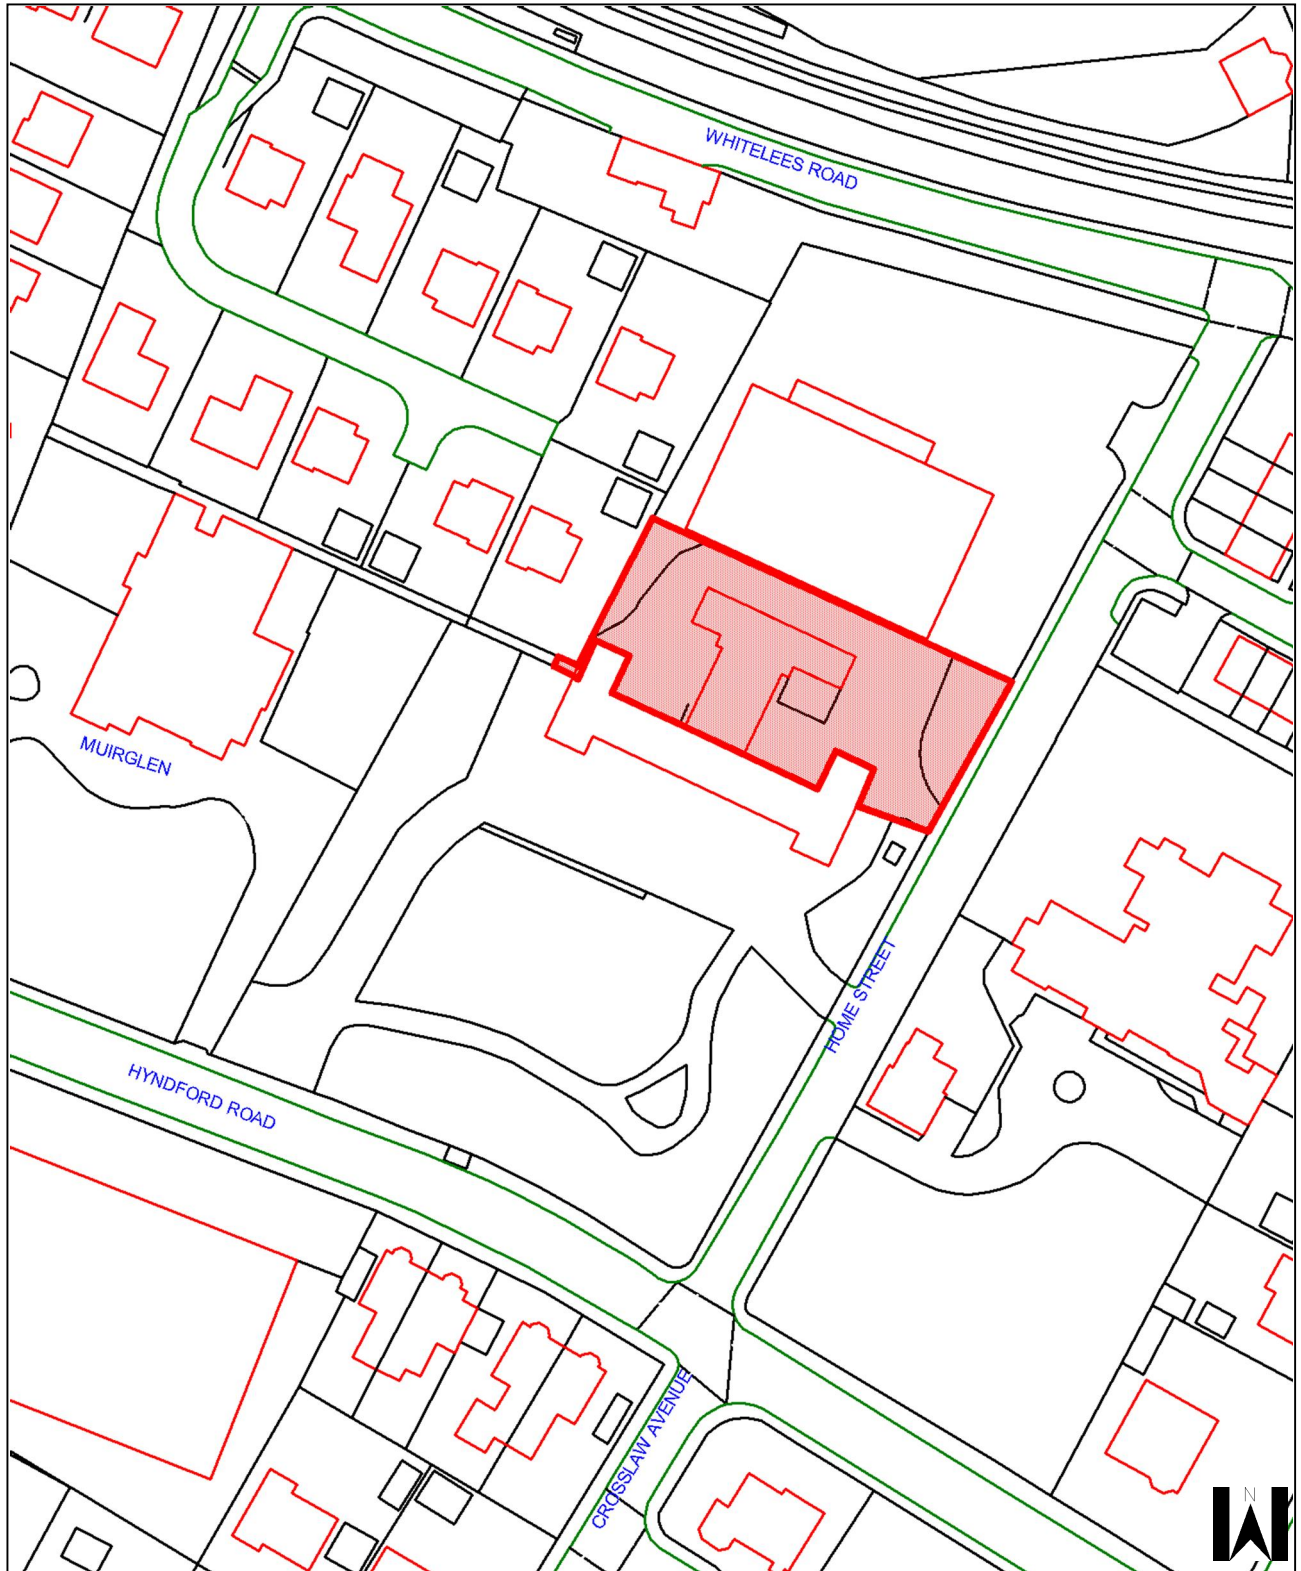 WHITELEES ROAD
MUIRGLEN
HOME STREET
HYNDFORD ROAD
CROSSLAW AVENUE
N